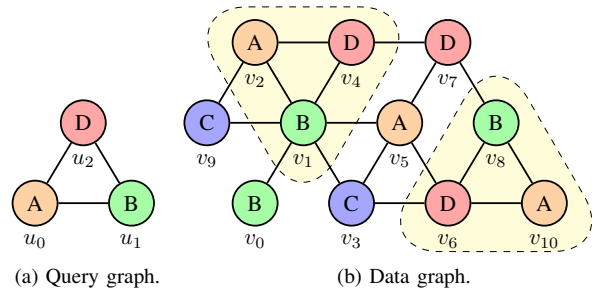 A D D
v2 v4 v7
D C B A B
u2 v9 v1 v5 v8
A B B C D A
u0 u1 v0 v3 v6 v10
(a) Query graph. (b) Data graph.